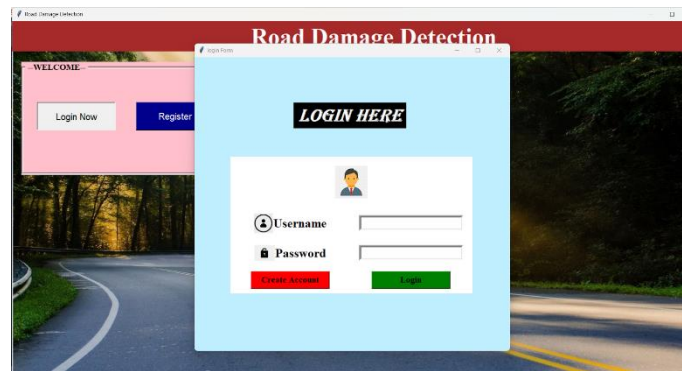 Road Damage Detection
Road Damage Detection
login Form
WELCOME
Login Now
Register
LOGIN HERE
Username
Password
Create Account
Login